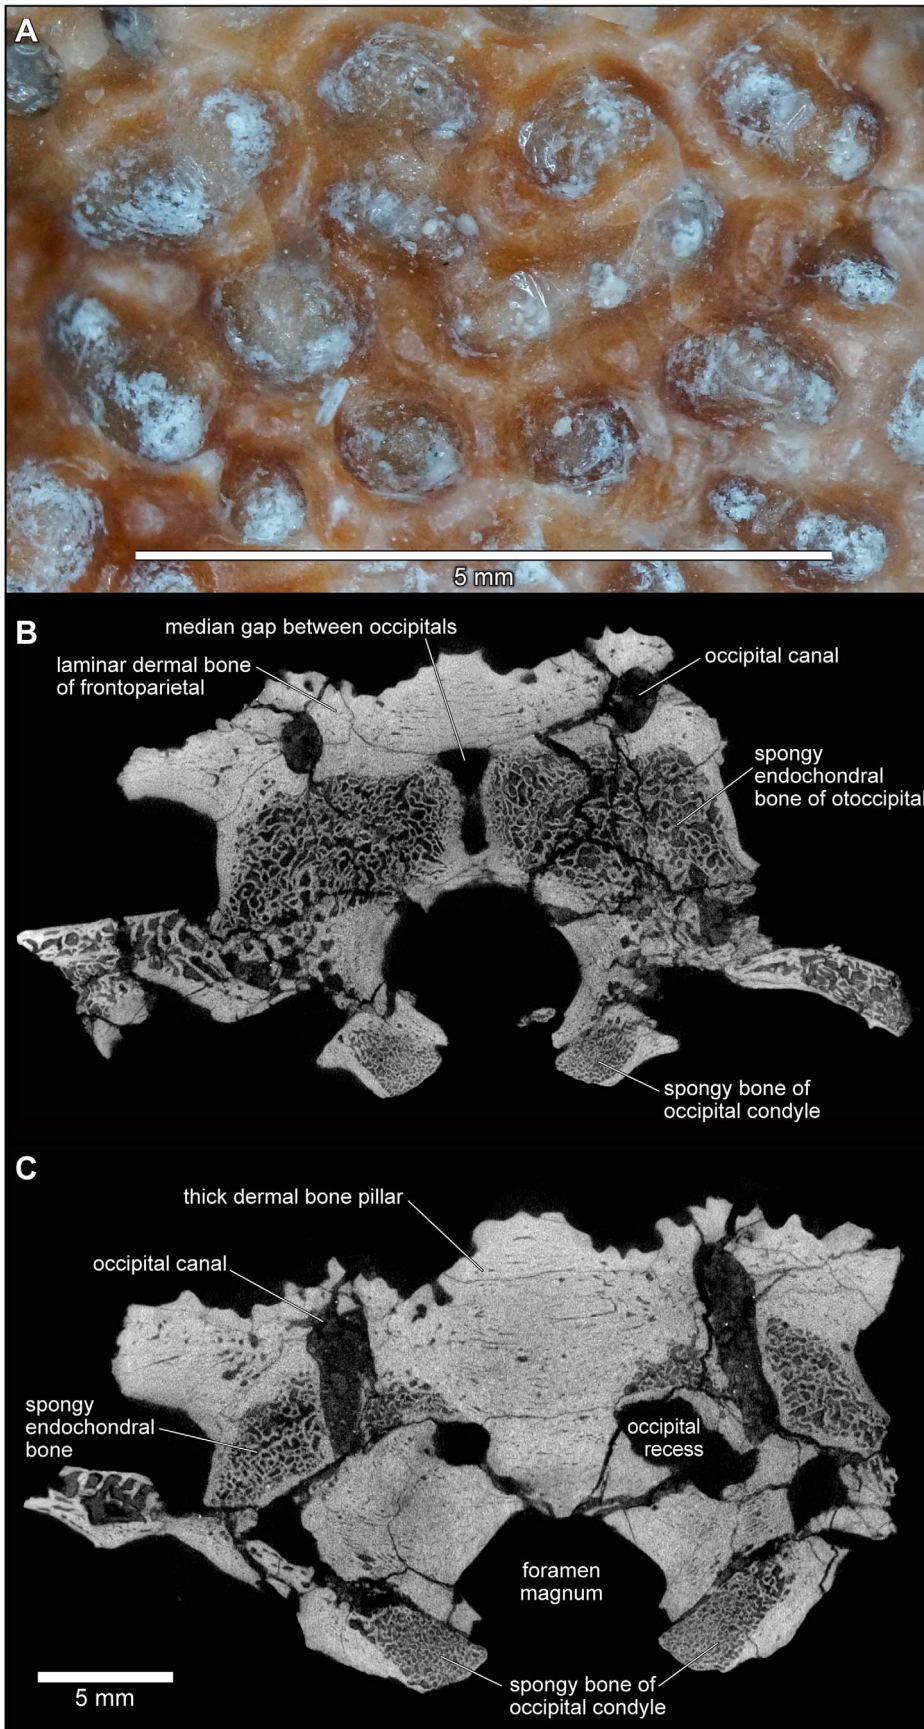 A
5 mm
B
median gap between occipitals
laminar dermal bone
of frontoparietal
occipital canal
spongy
endochondral
bone of otoccipital
spongy bone of
occipital condyle
C
thick dermal bone pillar
occipital canal
spongy
endochondral
bone
occipital
recess
foramen
magnum
5 mm
spongy bone of
occipital condyle